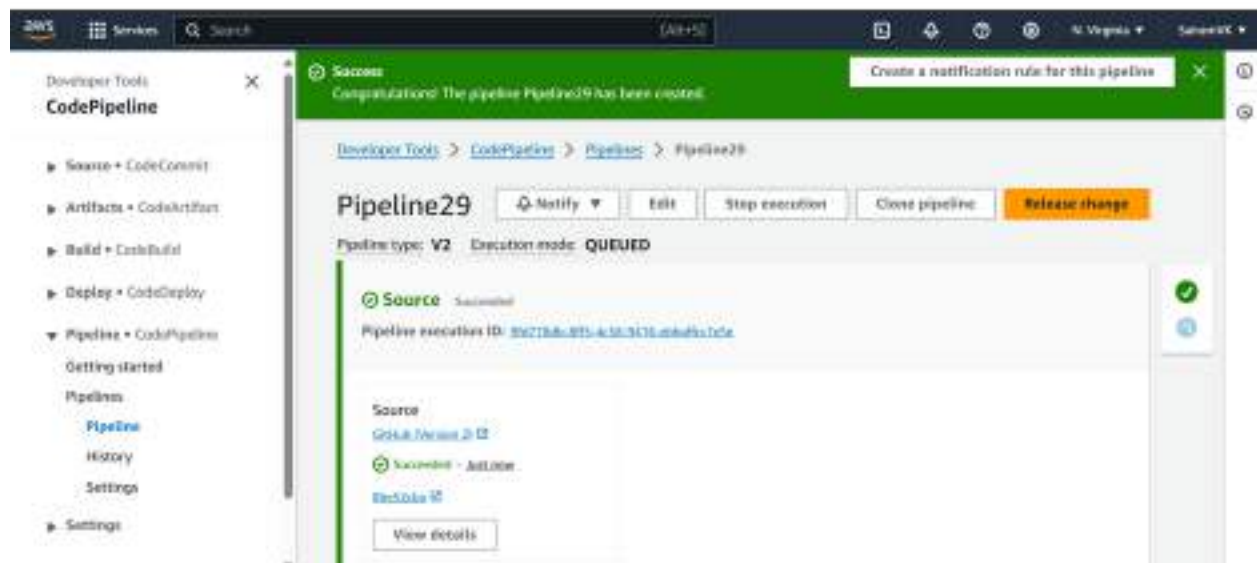 aws Services Search [Alt+S] N. Virginia
Developer Tools
CodePipeline
Source • CodeCommit
Artifacts • CodeArtifact
Build • CodeBuild
Deploy • CodeDeploy
Pipeline • CodePipeline
Getting started
Pipelines
Pipeline
History
Settings
Settings
Success
Congratulations! The pipeline Pipeline29 has been created.
Create a notification rule for this pipeline
Developer Tools > CodePipeline > Pipelines > Pipeline29
Pipeline29 Notify Edit Stop execution Clone pipeline Release change
Pipeline type: V2 Execution mode: QUEUED
Source Succeeded
Pipeline execution ID:
Source
GitHub (Version 2)
Succeeded - Just now
View details